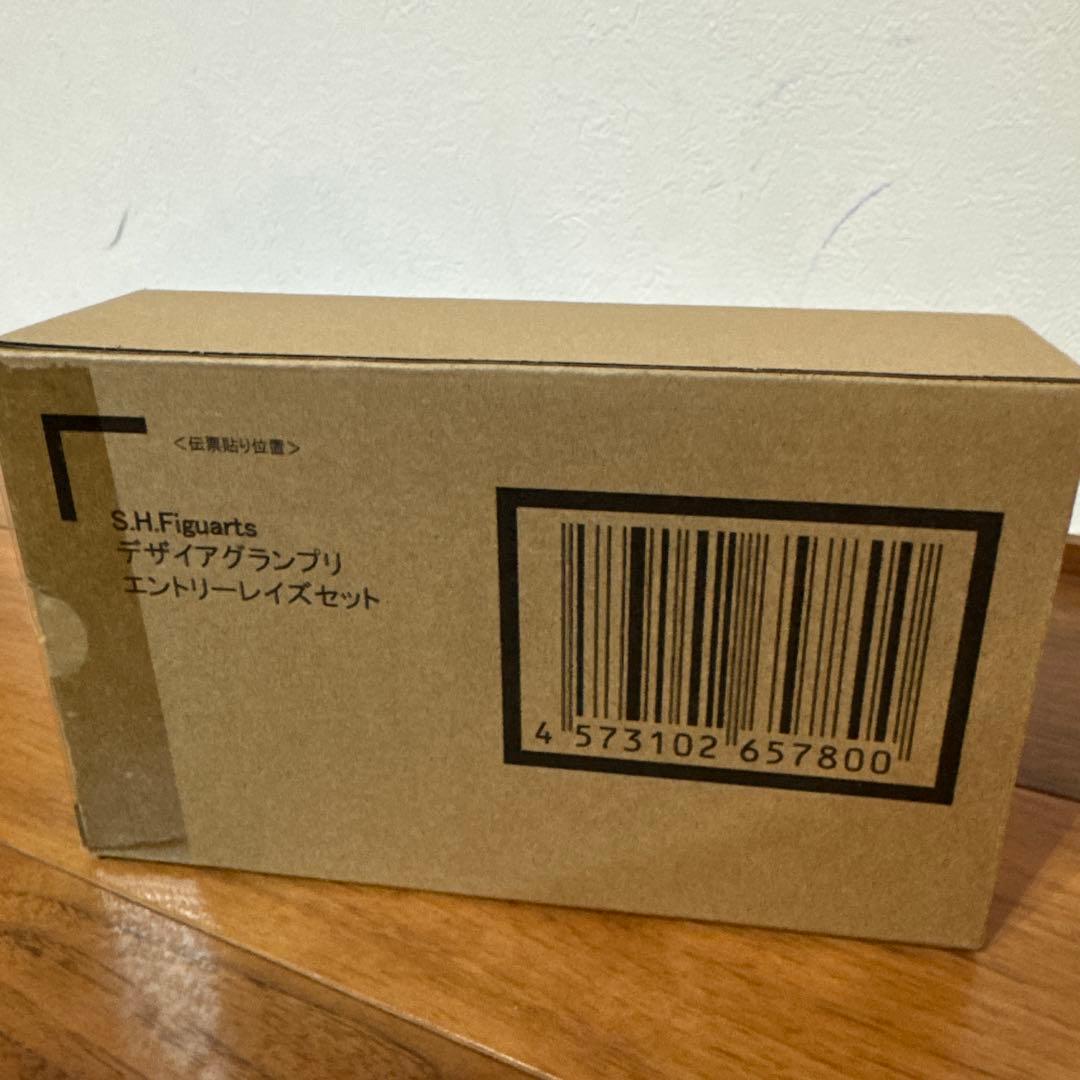 <伝票貼り位置>
S.H.Figuarts
デザイアグランプリ
エントリーレイズセット
4 573102 657800